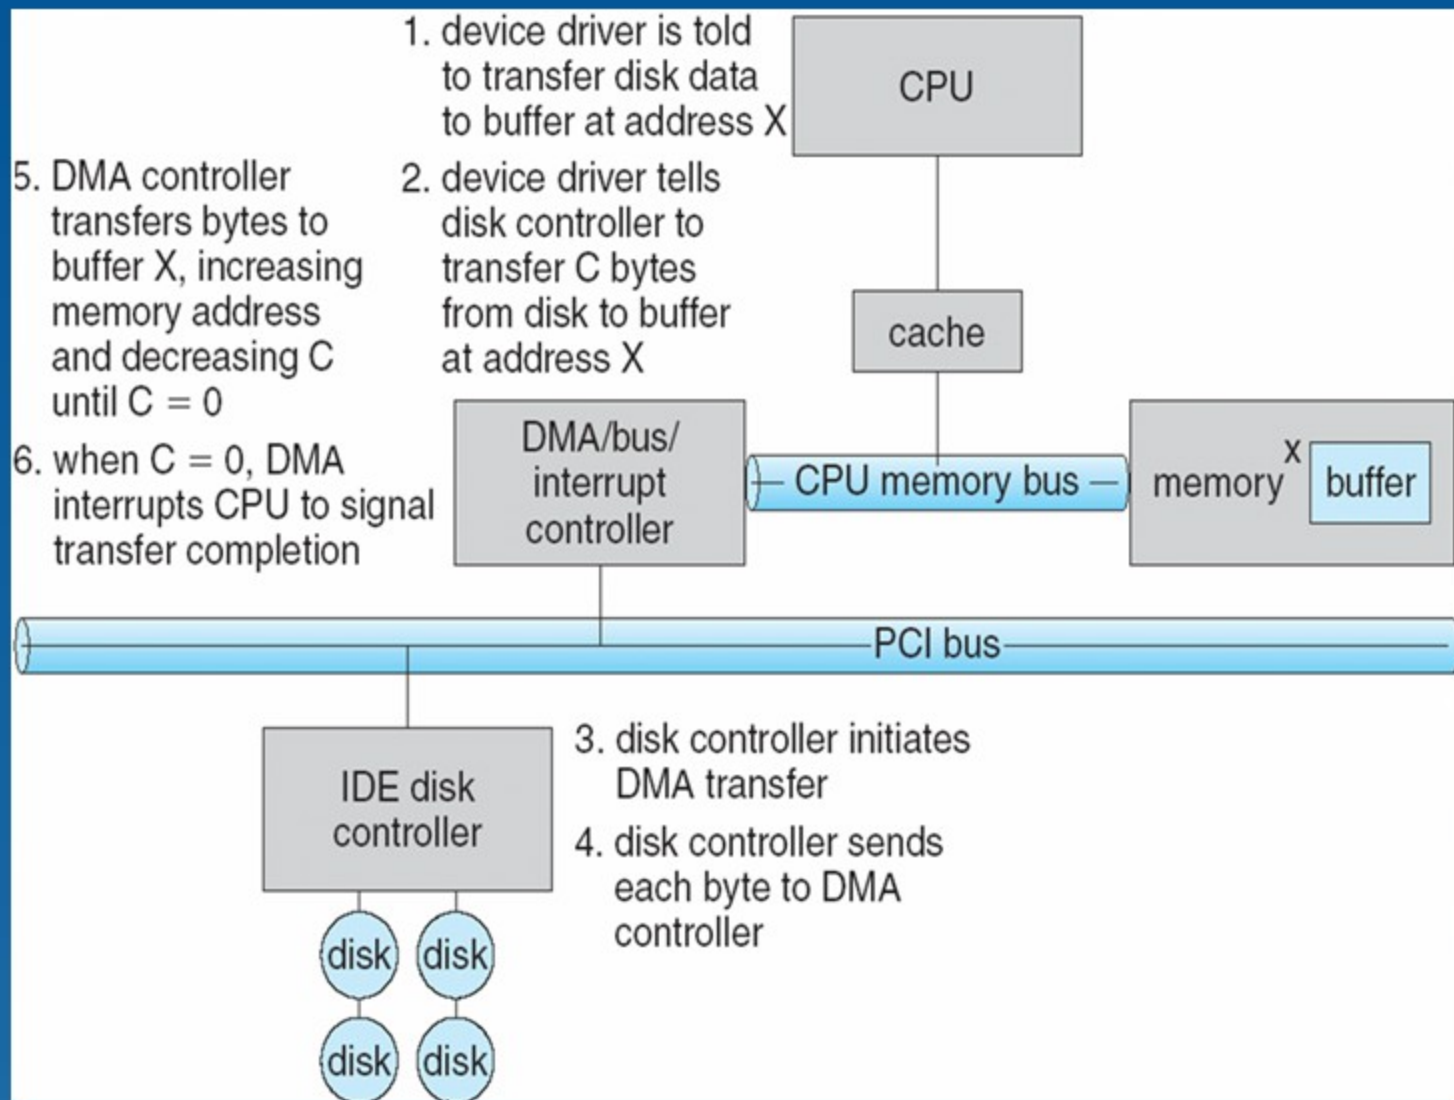 1. device driver is told
to transfer disk data
to buffer at address X
CPU
5. DMA controller
transfers bytes to
buffer X, increasing
memory address
and decreasing C
until C = 0
2. device driver tells
disk controller to
transfer C bytes
from disk to buffer
at address X
cache
6. when C = 0, DMA
interrupts CPU to signal
transfer completion
DMA/bus/
interrupt
controller
CPU memory bus
memory
X
buffer
PCI bus
IDE disk
controller
3. disk controller initiates
DMA transfer
4. disk controller sends
each byte to DMA
controller
disk
disk
disk
disk